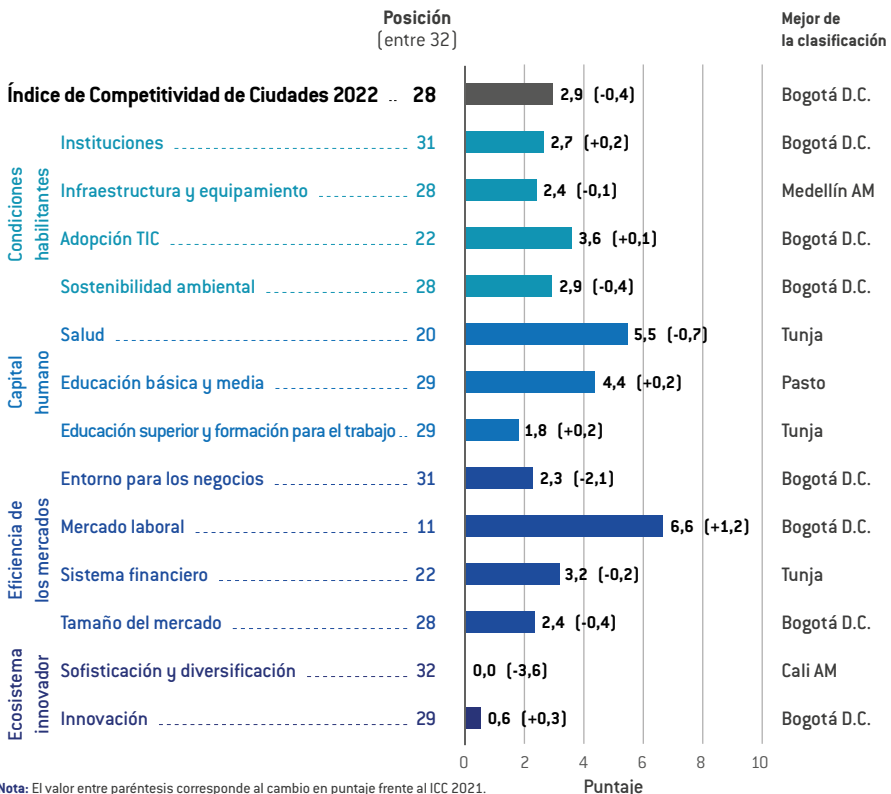 Posición
(entre 32)
Mejor de
la clasificación
Índice de Competitividad de Ciudades 2022 .. 28 2,9 (-0,4) Bogotá D.C.
Condiciones
habilitantes
Instituciones 31 2,7 (+0,2) Bogotá D.C.
Infraestructura y equipamiento 28 2,4 (-0,1) Medellín AM
Adopción TIC 22 3,6 (+0,1) Bogotá D.C.
Sostenibilidad ambiental 28 2,9 (-0,4) Bogotá D.C.
Capital
humano
Salud 20 5,5 (-0,7) Tunja
Educación básica y media 29 4,4 (+0,2) Pasto
Educación superior y formación para el trabajo .. 29 1,8 (+0,2) Tunja
Eficiencia de
los mercados
Entorno para los negocios 31 2,3 (-2,1) Bogotá D.C.
Mercado laboral 11 6,6 (+1,2) Bogotá D.C.
Sistema financiero 22 3,2 (-0,2) Tunja
Tamaño del mercado 28 2,4 (-0,4) Bogotá D.C.
Ecosistema
innovador
Sofisticación y diversificación 32 0,0 (-3,6) Cali AM
Innovación 29 0,6 (+0,3) Bogotá D.C.
0 2 4 6 8 10
Puntaje
Nota: El valor entre paréntesis corresponde al cambio en puntaje frente al ICC 2021.